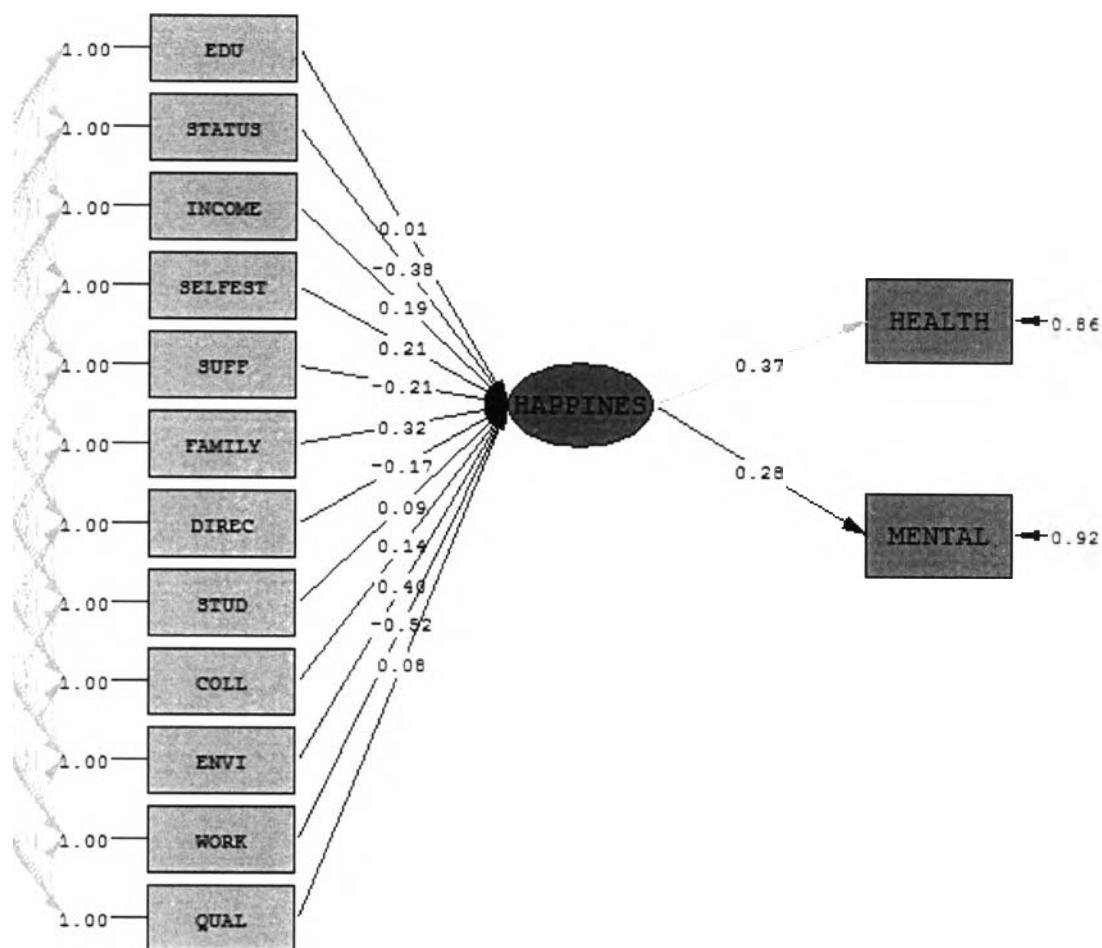 1.00 EDU
1.00 STATUS
1.00 INCOME
1.00 SELFEST
1.00 SUFF
1.00 FAMILY
1.00 DIREC
1.00 STUD
1.00 COLL
1.00 ENVI
1.00 WORK
1.00 QUAL
0.01
-0.38
0.19
0.21
-0.21
0.32
-0.17
0.09
0.14
0.40
-0.52
0.08
HAPPINES
0.37
0.28
HEALTH 0.86
MENTAL 0.92